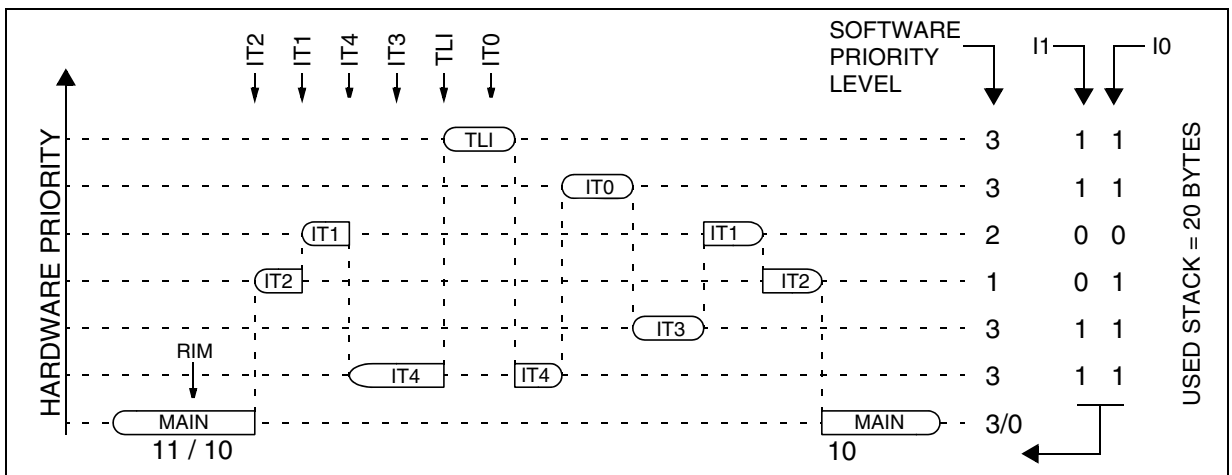 SOFTWARE
PRIORITY
LEVEL
I1
I0
IT2
IT1
IT4
IT3
TLI
IT0
HARDWARE PRIORITY
USED STACK = 20 BYTES
TLI
3
1 1
IT0
3
1 1
IT1
IT1
2
0 0
IT2
IT2
1
0 1
IT3
3
1 1
RIM
IT4
IT4
3
1 1
MAIN
MAIN
3/0
11 / 10
10